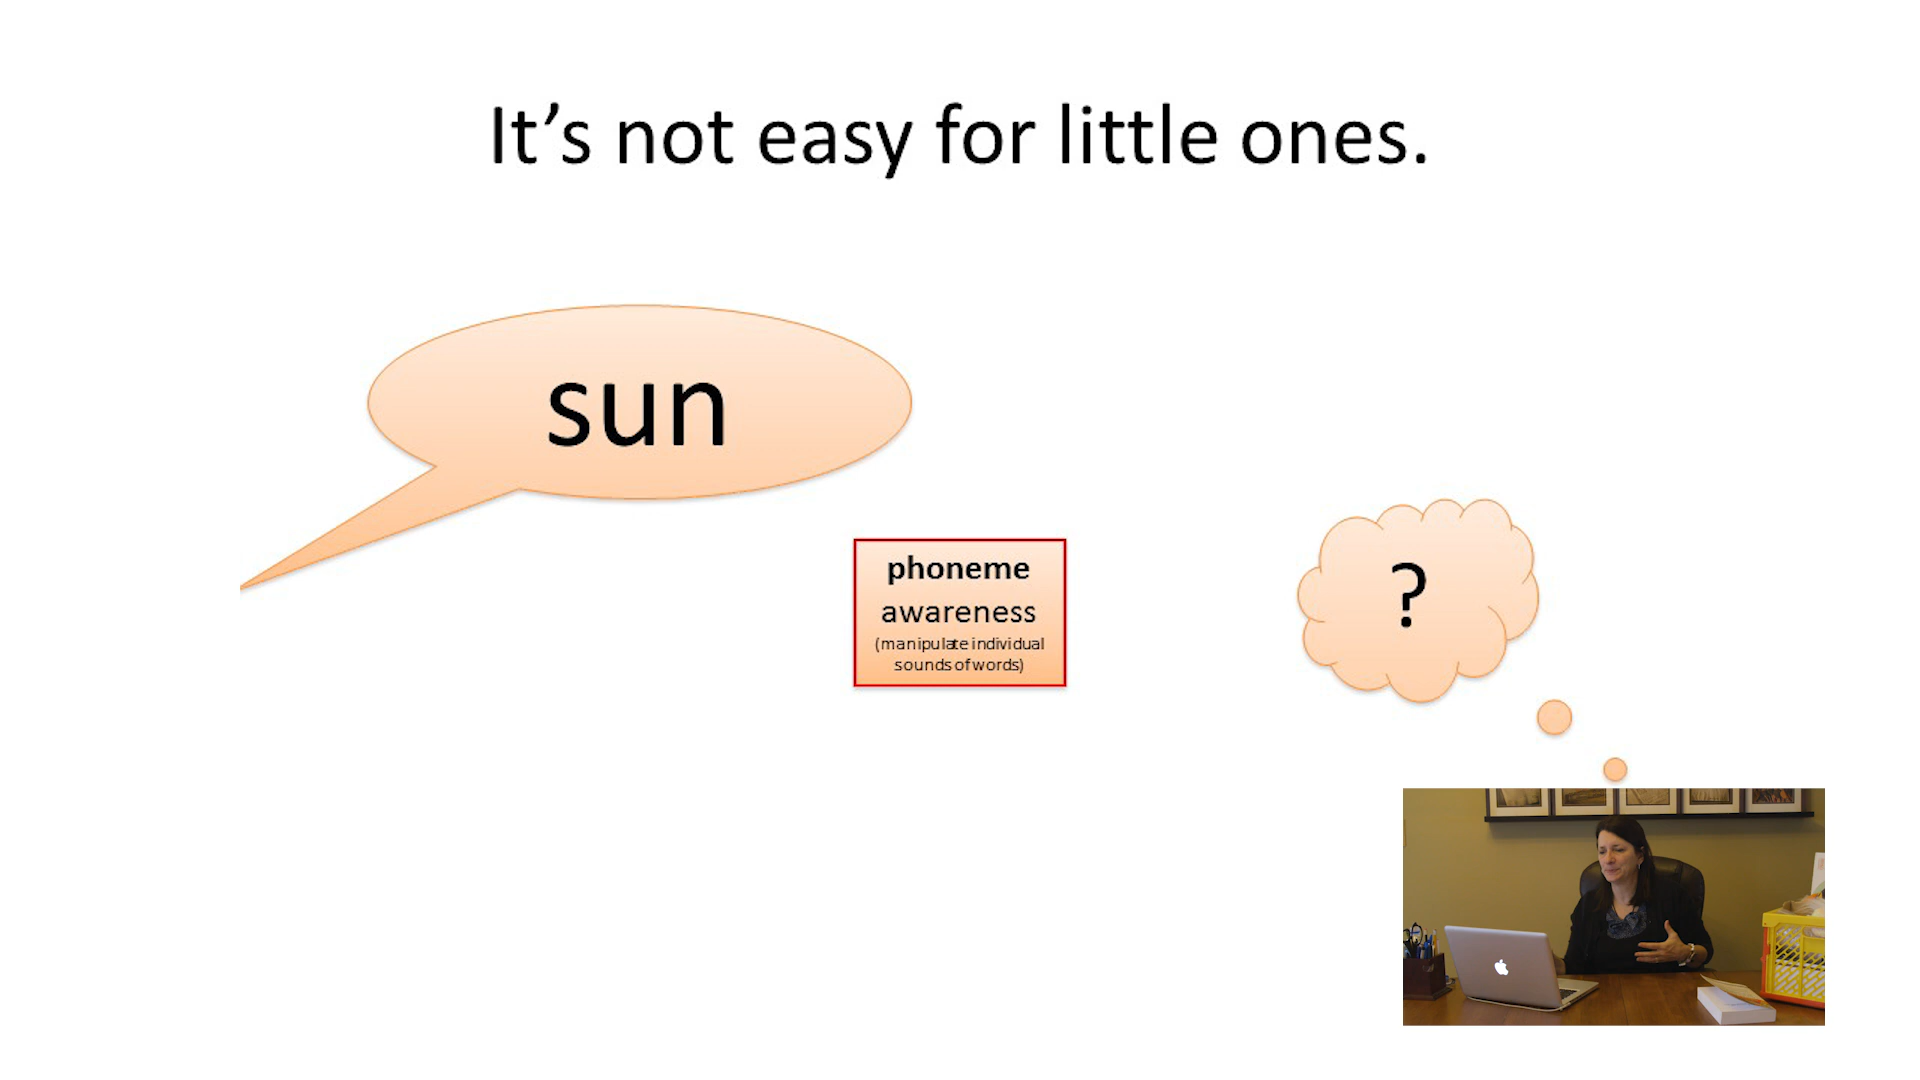 It’s not easy for little ones.
sun
phoneme
awareness
(manipulate individual
sounds of words)
?